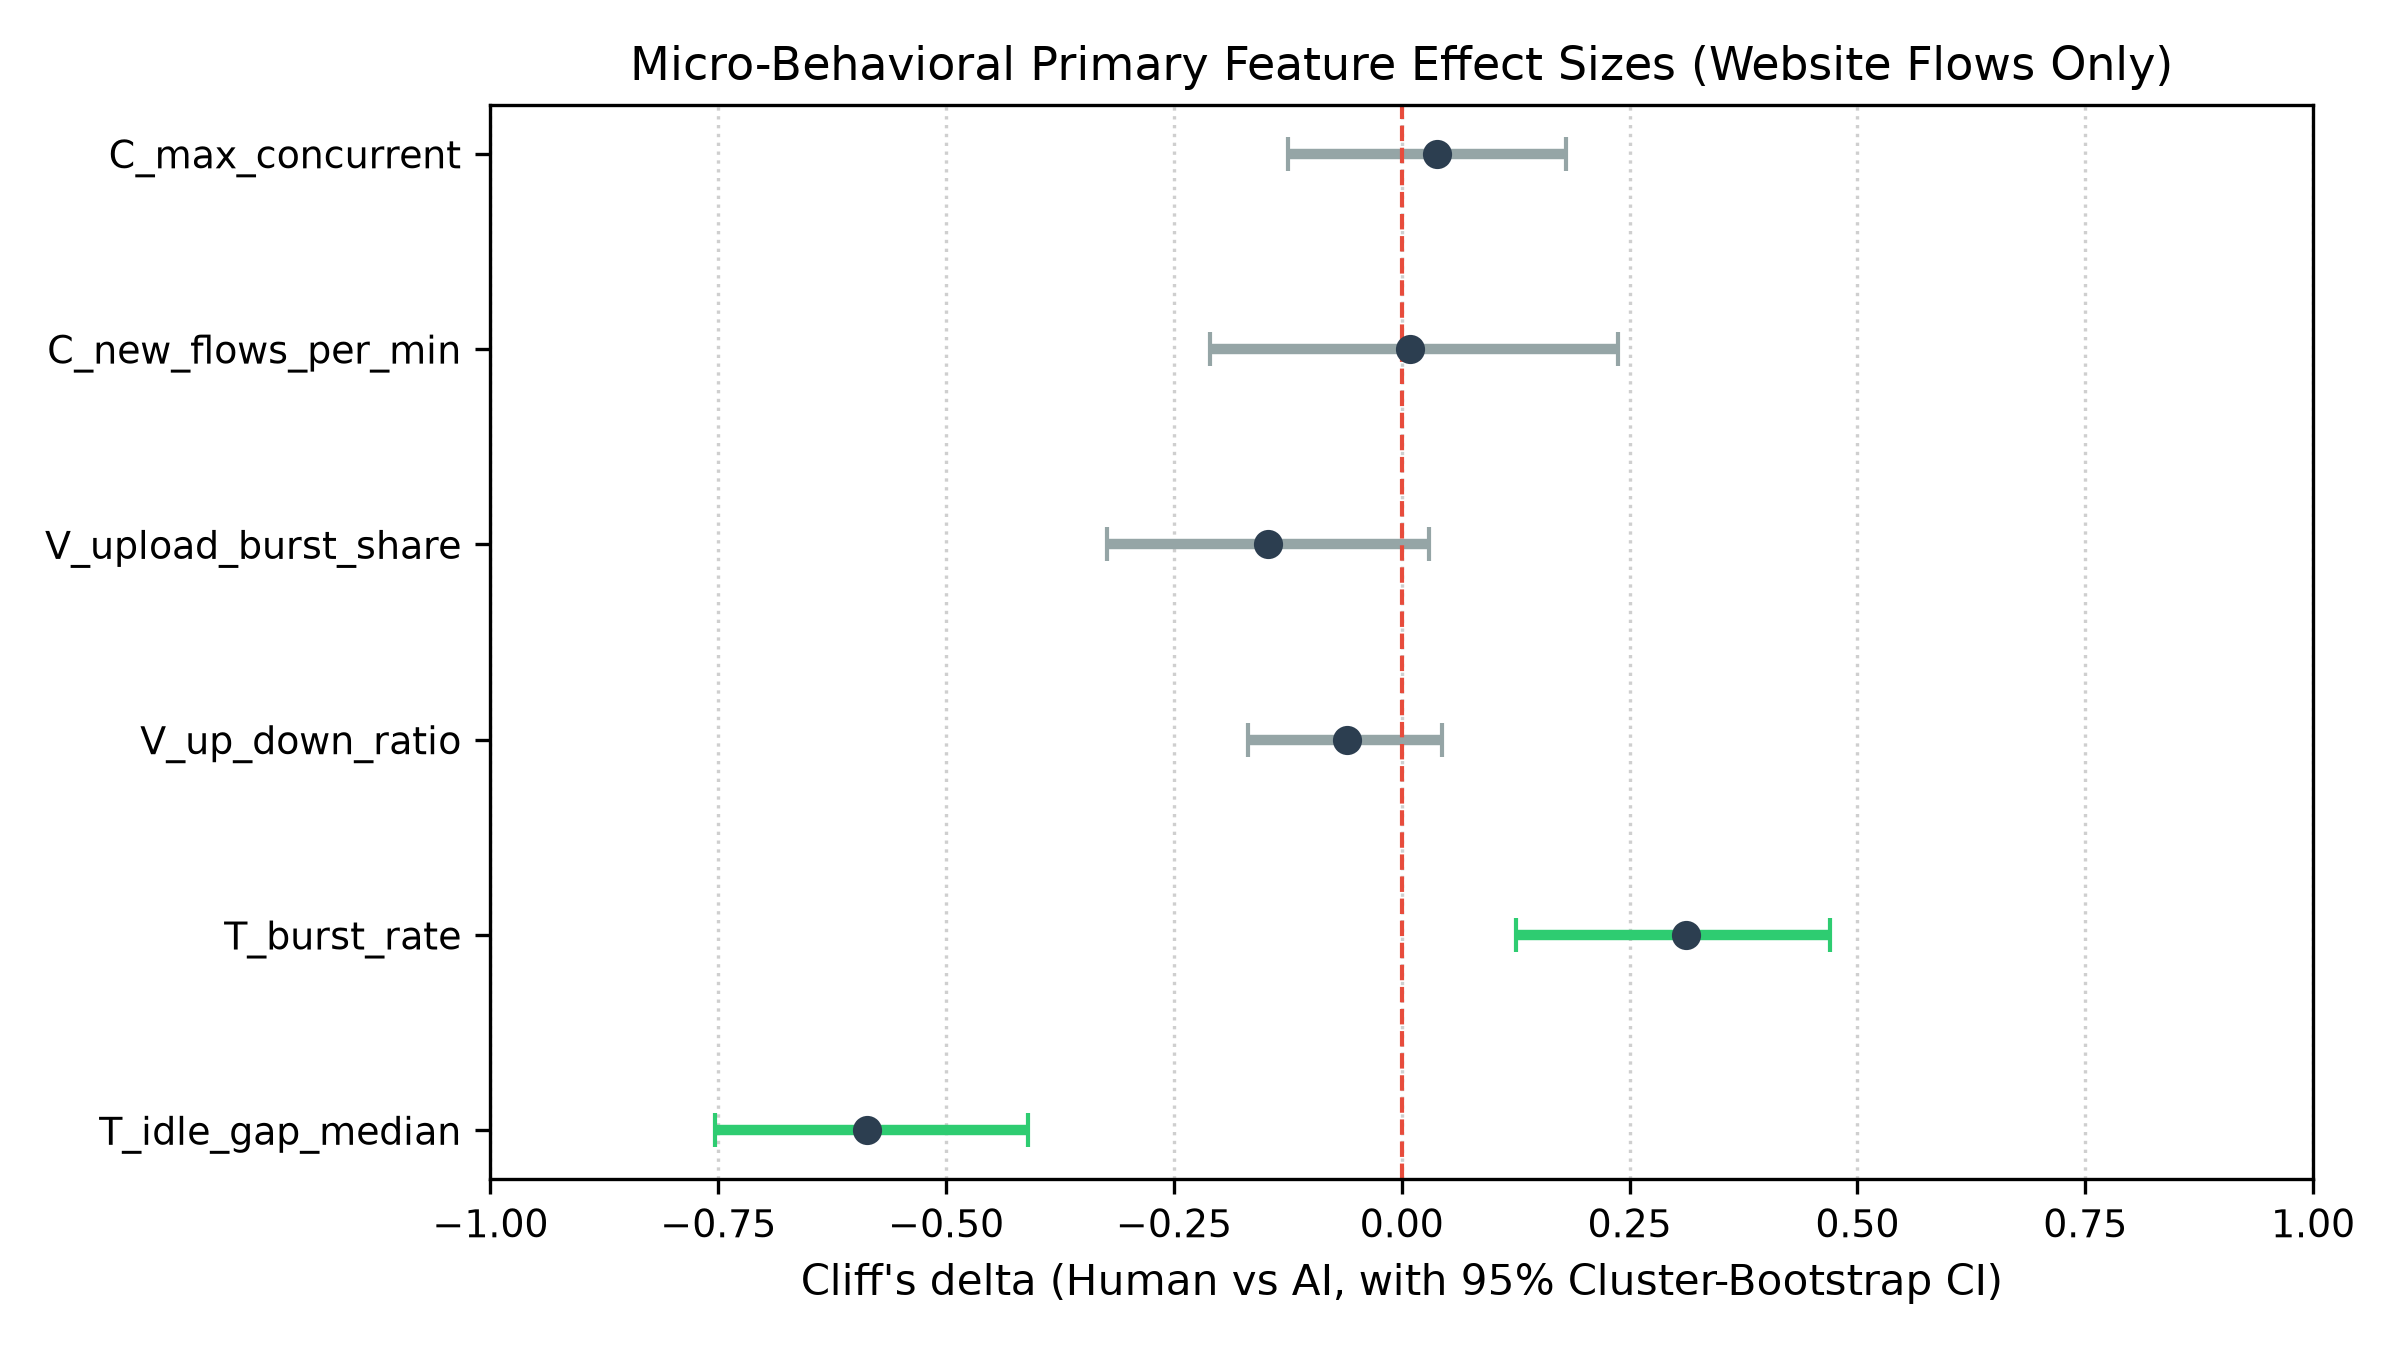 Micro-Behavioral Primary Feature Effect Sizes (Website Flows Only)
C_max_concurrent
C_new_flows_per_min
V_upload_burst_share
V_up_down_ratio
T_burst_rate
T_idle_gap_median
−1.00 −0.75 −0.50 −0.25 0.00 0.25 0.50 0.75 1.00
Cliff's delta (Human vs AI, with 95% Cluster-Bootstrap CI)